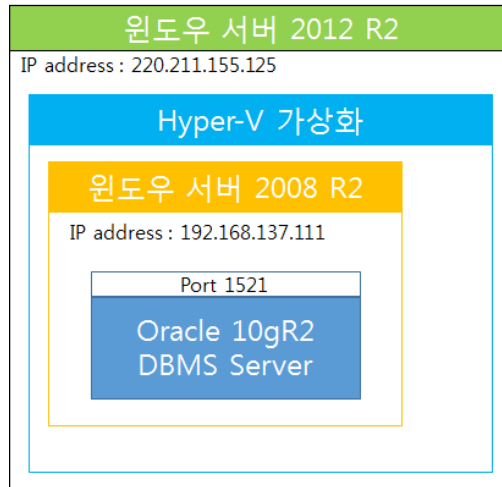 윈도우 서버 2012 R2
IP address : 220.211.155.125
Hyper-V 가상화
윈도우 서버 2008 R2
IP address : 192.168.137.111
Port 1521
Oracle 10gR2
DBMS Server